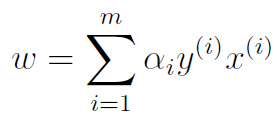 w = \sum_{i=1}^{m} \alpha_i y^{(i)} x^{(i)}